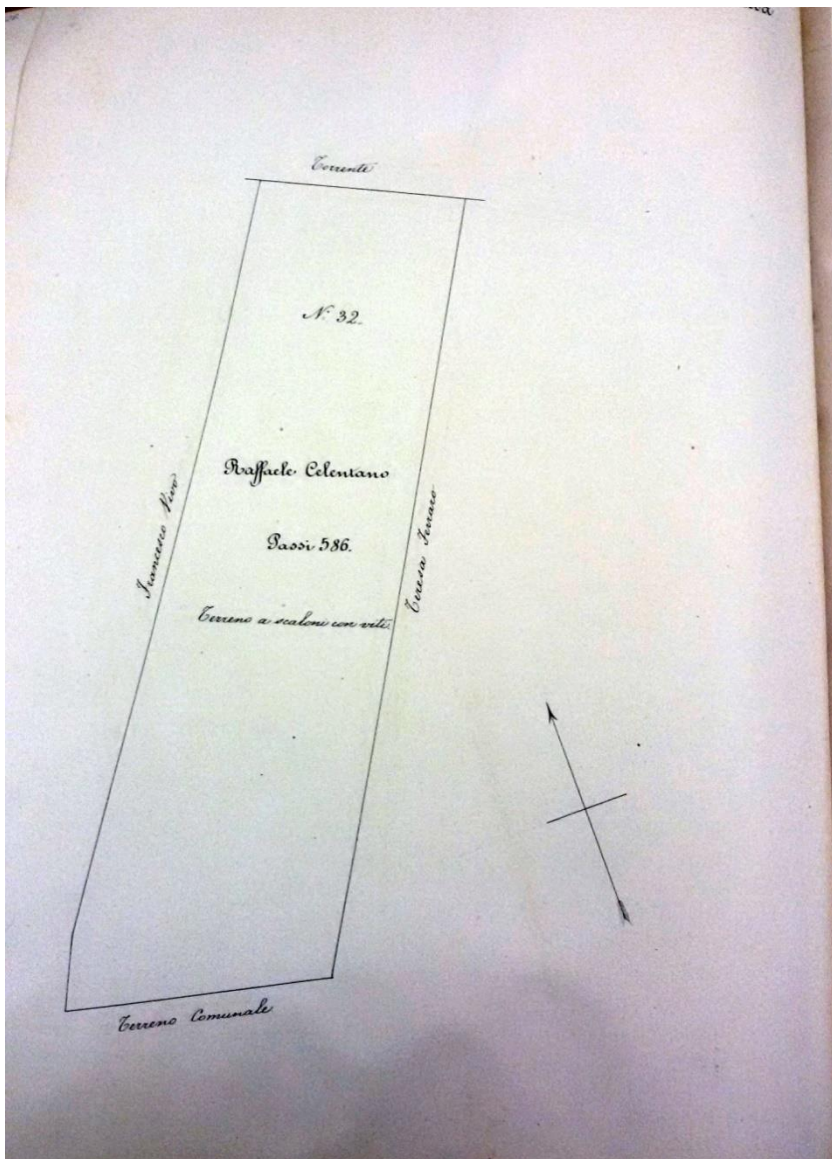 Torrente
N.º 32.
Raffaele Celentano
Francesco Vivo
Passi 586.
Teresa Ferraro
Terreno a scaloni con viti.
Terreno Comunale